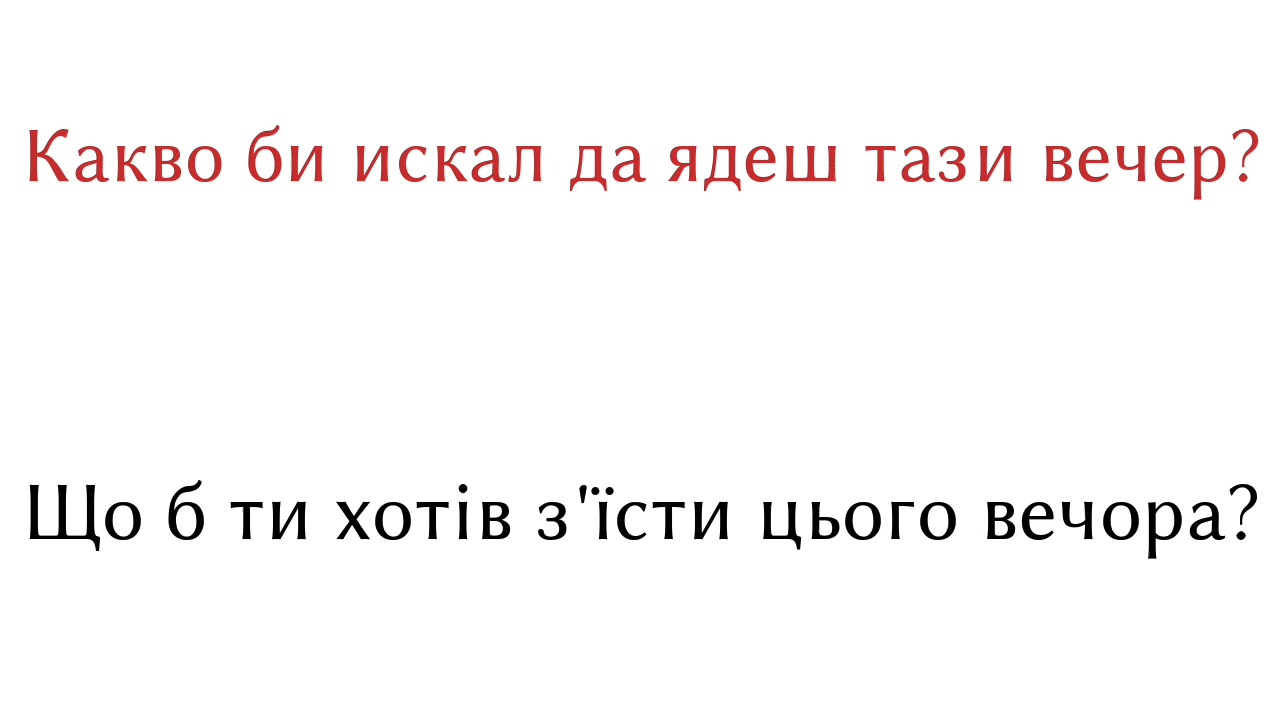 Какво би искал да ядеш тази вечер?
Що б ти хотів з'їсти цього вечора?